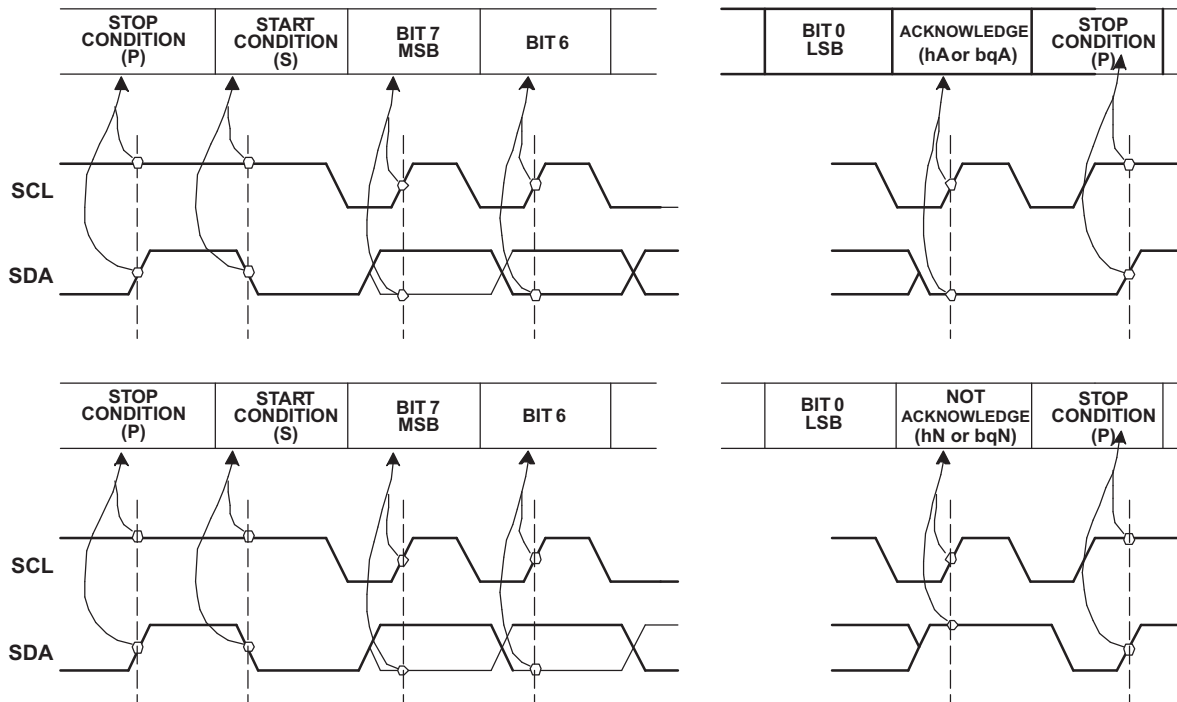 STOP
CONDITION
(P)
START
CONDITION
(S)
BIT 7
MSB
BIT 6
BIT 0
LSB
ACKNOWLEDGE
(hA or bqA)
STOP
CONDITION
(P)
SCL
SDA
STOP
CONDITION
(P)
START
CONDITION
(S)
BIT 7
MSB
BIT 6
BIT 0
LSB
NOT
ACKNOWLEDGE
(hN or bqN)
STOP
CONDITION
(P)
SCL
SDA